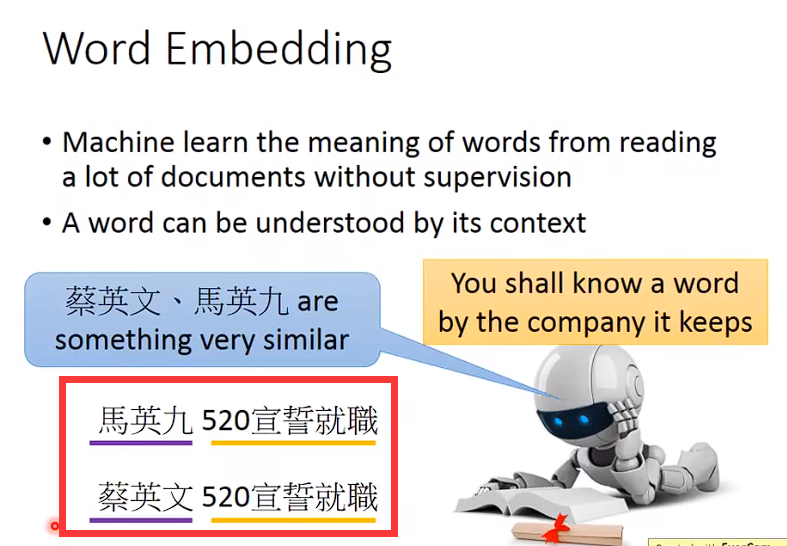 Word Embedding
• Machine learn the meaning of words from reading
a lot of documents without supervision
• A word can be understood by its context
蔡英文、馬英九 are
something very similar
You shall know a word
by the company it keeps
馬英九 520宣誓就職
蔡英文 520宣誓就職